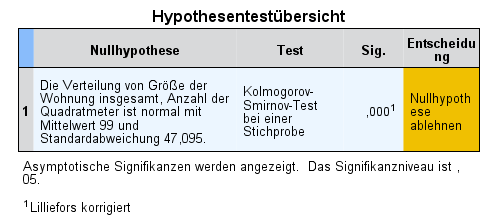 Hypothesentestübersicht
Nullhypothese Test Sig. Entscheidu
ng
1 Die Verteilung von Größe der
Wohnung insgesamt, Anzahl der
Quadratmeter ist normal mit
Mittelwert 99 und
Standardabweichung 47,095.
Kolmogorov-
Smirnov-Test
bei einer
Stichprobe
,000¹
Nullhypoth
ese
ablehnen
Asymptotische Signifikanzen werden angezeigt. Das Signifikanzniveau ist ,
05.
¹Lilliefors korrigiert